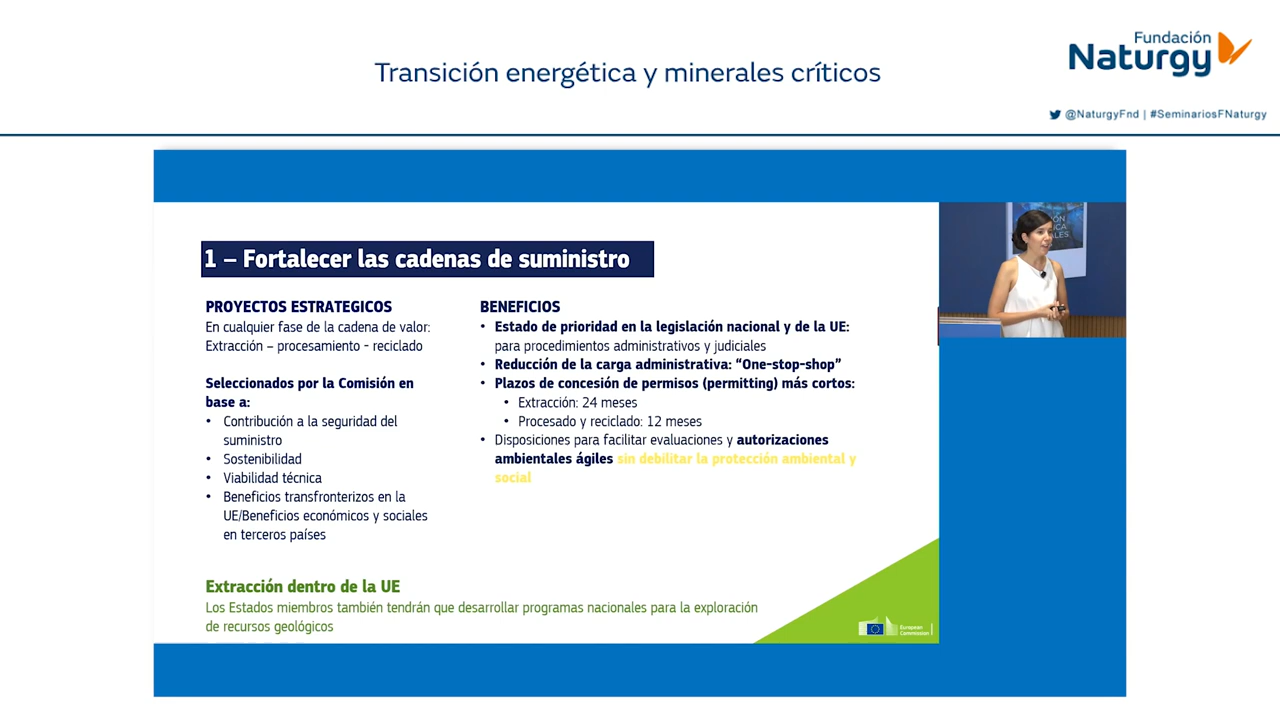 Transición energética y minerales críticos
Fundación
Naturgy
@NaturgyFnd | #SeminariosFNaturgy
1 – Fortalecer las cadenas de suministro
PROYECTOS ESTRATEGICOS
En cualquier fase de la cadena de valor:
Extracción – procesamiento - reciclado
Seleccionados por la Comisión en
base a:
• Contribución a la seguridad del
suministro
• Sostenibilidad
• Viabilidad técnica
• Beneficios transfronterizos en la
UE/Beneficios económicos y sociales
en terceros países
BENEFICIOS
• Estado de prioridad en la legislación nacional y de la UE:
para procedimientos administrativos y judiciales
• Reducción de la carga administrativa: “One-stop-shop”
• Plazos de concesión de permisos (permitting) más cortos:
• Extracción: 24 meses
• Procesado y reciclado: 12 meses
• Disposiciones para facilitar evaluaciones y autorizaciones
ambientales ágiles sin debilitar la protección ambiental y
social
Extracción dentro de la UE
Los Estados miembros también tendrán que desarrollar programas nacionales para la exploración
de recursos geológicos
European
Commission